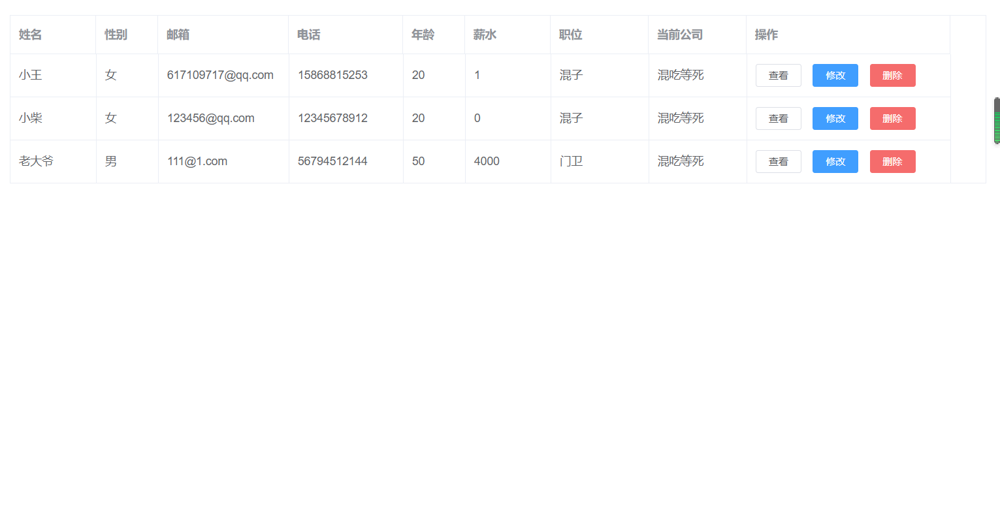 姓名 性别 邮箱 电话 年龄 薪水 职位 当前公司 操作
小王 女 617109717@qq.com 15868815253 20 1 混子 混吃等死 查看 修改 删除
小柴 女 123456@qq.com 12345678912 20 0 混子 混吃等死 查看 修改 删除
老大爷 男 111@1.com 56794512144 50 4000 门卫 混吃等死 查看 修改 删除